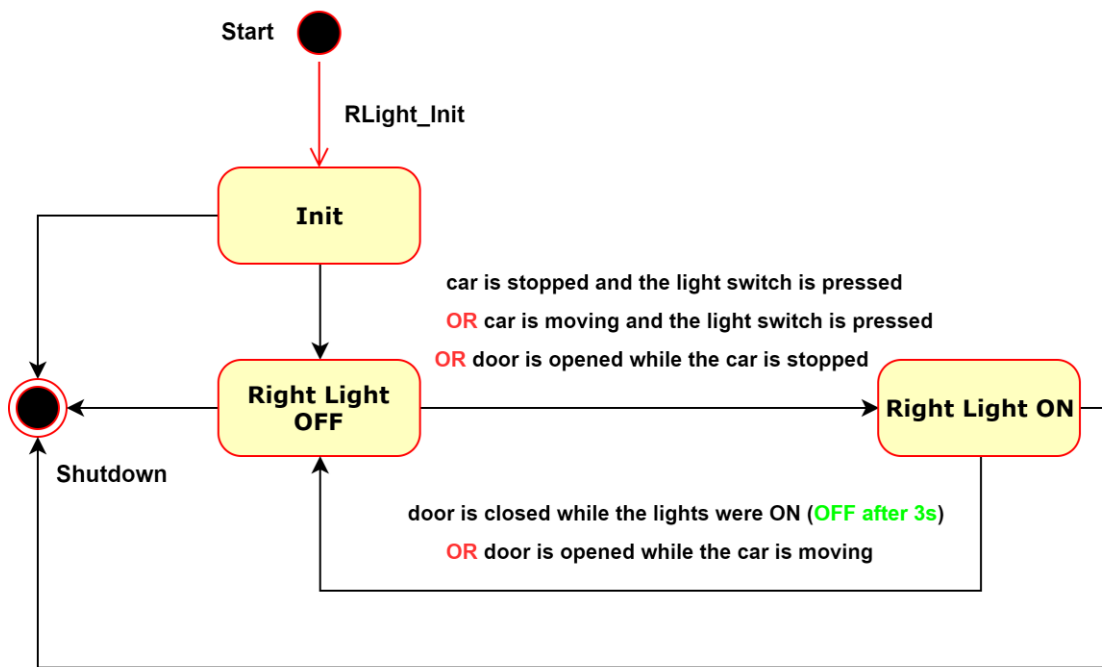 Start
RLight_Init
Init
car is stopped and the light switch is pressed
OR car is moving and the light switch is pressed
OR door is opened while the car is stopped
Right Light
OFF
Right Light ON
Shutdown
door is closed while the lights were ON (OFF after 3s)
OR door is opened while the car is moving